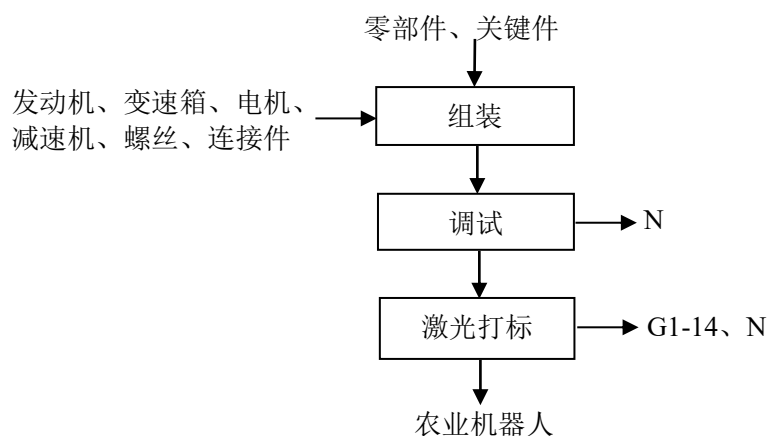 零部件、关键件
发动机、变速箱、电机、
减速机、螺丝、连接件
组装
调试
N
激光打标
G1-14、N
农业机器人